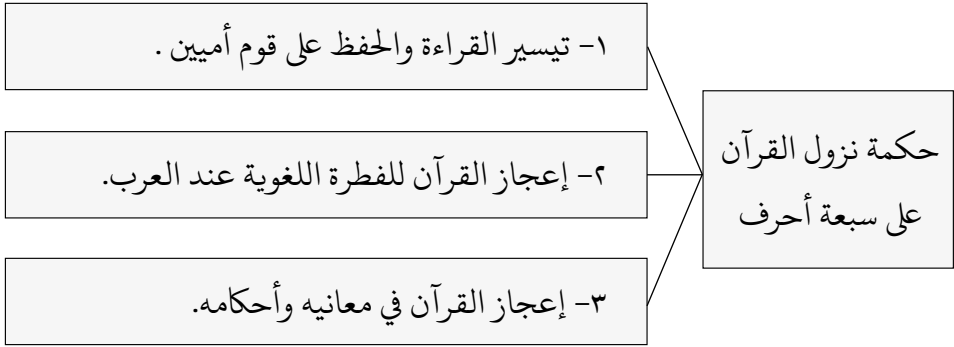 حكمة نزول القرآن
على سبعة أحرف
١- تيسير القراءة والحفظ على قوم أميين .
٢- إعجاز القرآن للفطرة اللغوية عند العرب.
٣- إعجاز القرآن في معانيه وأحكامه.